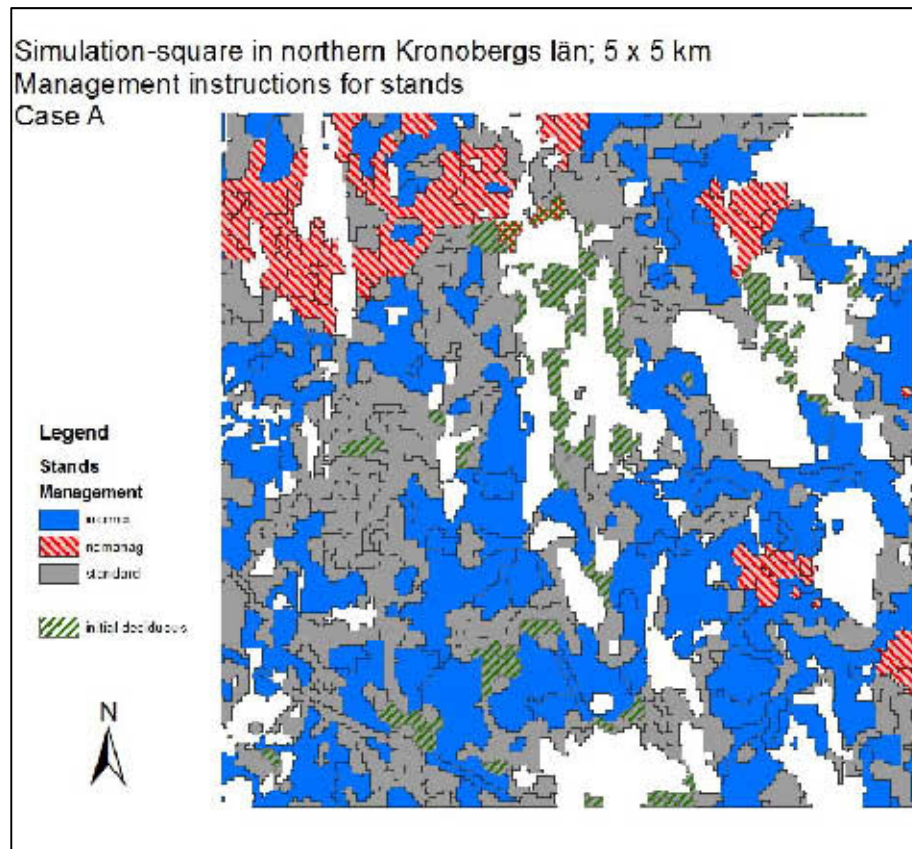 Simulation-square in northern Kronobergs län; 5 x 5 km
Management instructions for stands
Case A
Legend
Stands
Management
nomanag
standard
initial deciduous
N